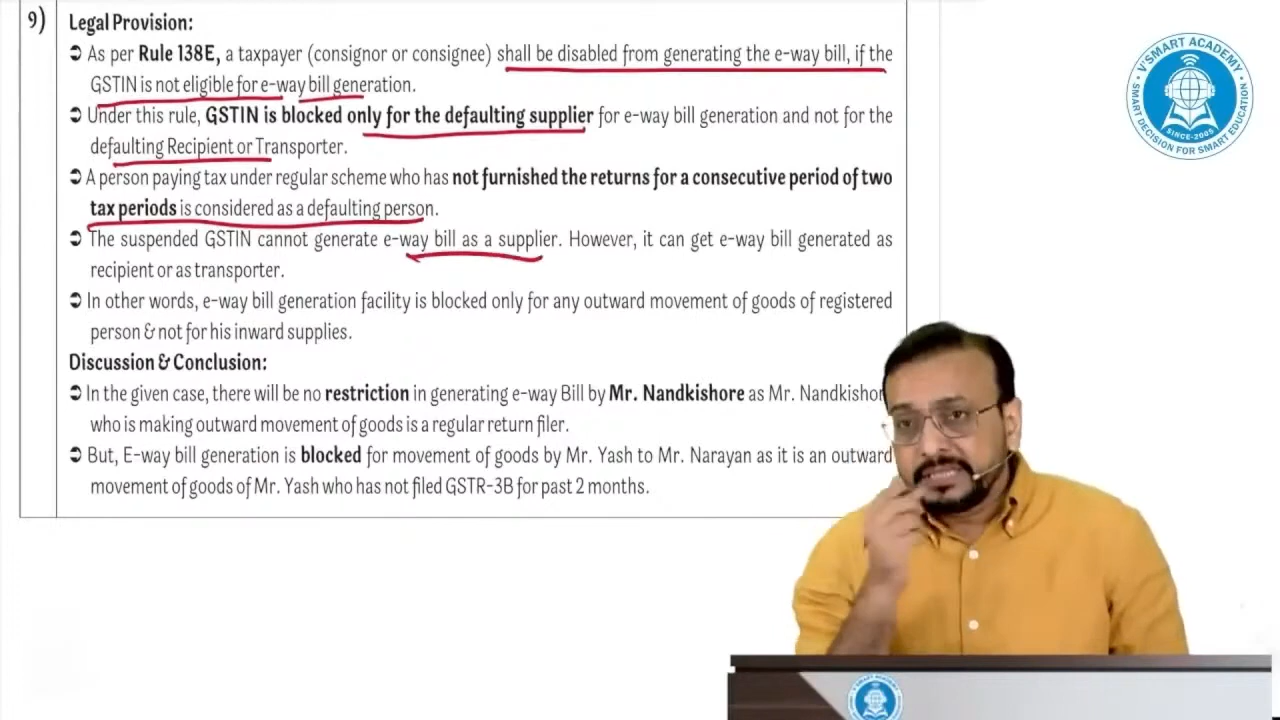 9)
Legal Provision:
➲ As per Rule 138E, a taxpayer (consignor or consignee) shall be disabled from generating the e-way bill, if the
GSTIN is not eligible for e-way bill generation.
➲ Under this rule, GSTIN is blocked only for the defaulting supplier for e-way bill generation and not for the
defaulting Recipient or Transporter.
➲ A person paying tax under regular scheme who has not furnished the returns for a consecutive period of two
tax periods is considered as a defaulting person.
➲ The suspended GSTIN cannot generate e-way bill as a supplier. However, it can get e-way bill generated as
recipient or as transporter.
➲ In other words, e-way bill generation facility is blocked only for any outward movement of goods of registered
person & not for his inward supplies.
Discussion & Conclusion:
➲ In the given case, there will be no restriction in generating e-way Bill by Mr. Nandkishore as Mr. Nandkishor
who is making outward movement of goods is a regular return filer.
➲ But, E-way bill generation is blocked for movement of goods by Mr. Yash to Mr. Narayan as it is an outward
movement of goods of Mr. Yash who has not filed GSTR-3B for past 2 months.
V'SMART ACADEMY
SINCE-2005
SMART DECISION FOR SMART EDUCATION